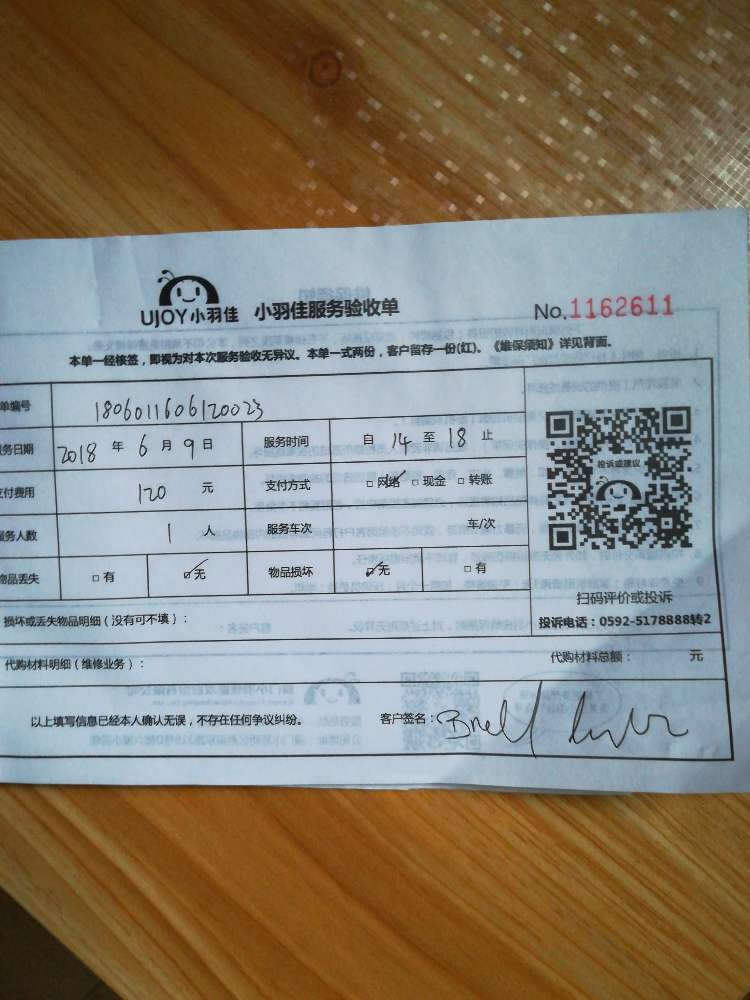 UJOY小羽佳 小羽佳服务验收单 No.1162611
本单一经核签，即视为对本次服务验收无异议。本单一式两份，客户留存一份(红)。《维保须知》详见背面。
单编号 1806011606120023
务日期 2018 年 6 月 9 日 服务时间 自 14 至 18 止
支付费用 120 元 支付方式 □ 网络 □ 现金 □ 转账
服务人数 1 人 服务车次 车/次
物品丢失 □ 有 ☑ 无 物品损坏 ☑ 无 □ 有
投诉或建议
扫码评价或投诉
投诉电话：0592-5178888转2
损坏或丢失物品明细（没有可不填）：
代购材料明细（维修业务）： 代购材料总额： 元
以上填写信息已经本人确认无误，不存在任何争议纠纷。 客户签名：